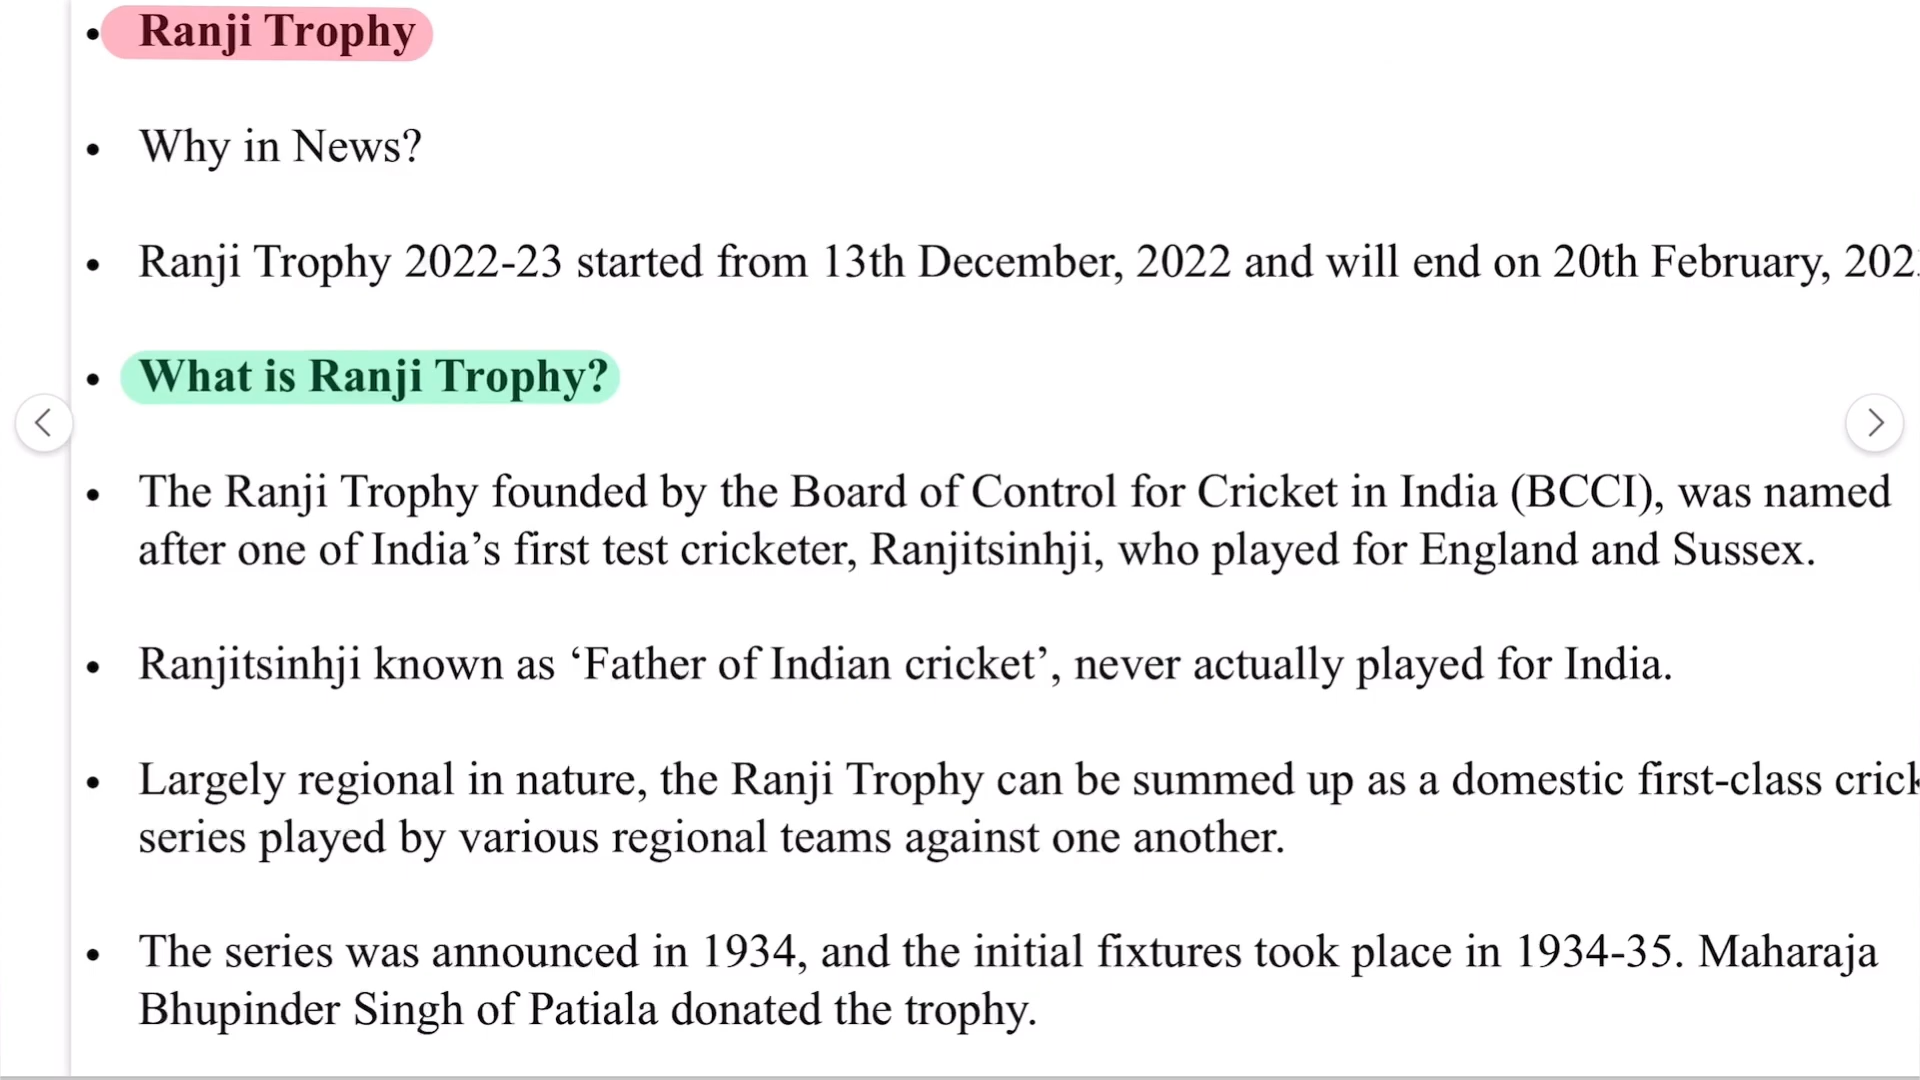 • Ranji Trophy
• Why in News?
• Ranji Trophy 2022-23 started from 13th December, 2022 and will end on 20th February,
• What is Ranji Trophy?
• The Ranji Trophy founded by the Board of Control for Cricket in India (BCCI), was named
after one of India’s first test cricketer, Ranjitsinhji, who played for England and Sussex.
• Ranjitsinhji known as ‘Father of Indian cricket’, never actually played for India.
• Largely regional in nature, the Ranji Trophy can be summed up as a domestic first-class
series played by various regional teams against one another.
• The series was announced in 1934, and the initial fixtures took place in 1934-35. Maharaja
Bhupinder Singh of Patiala donated the trophy.